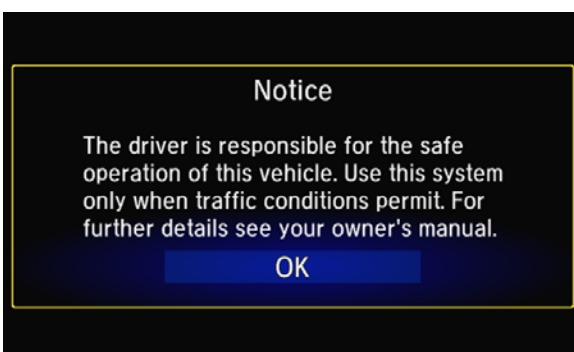 Notice
The driver is responsible for the safe
operation of this vehicle. Use this system
only when traffic conditions permit. For
further details see your owner's manual.
OK